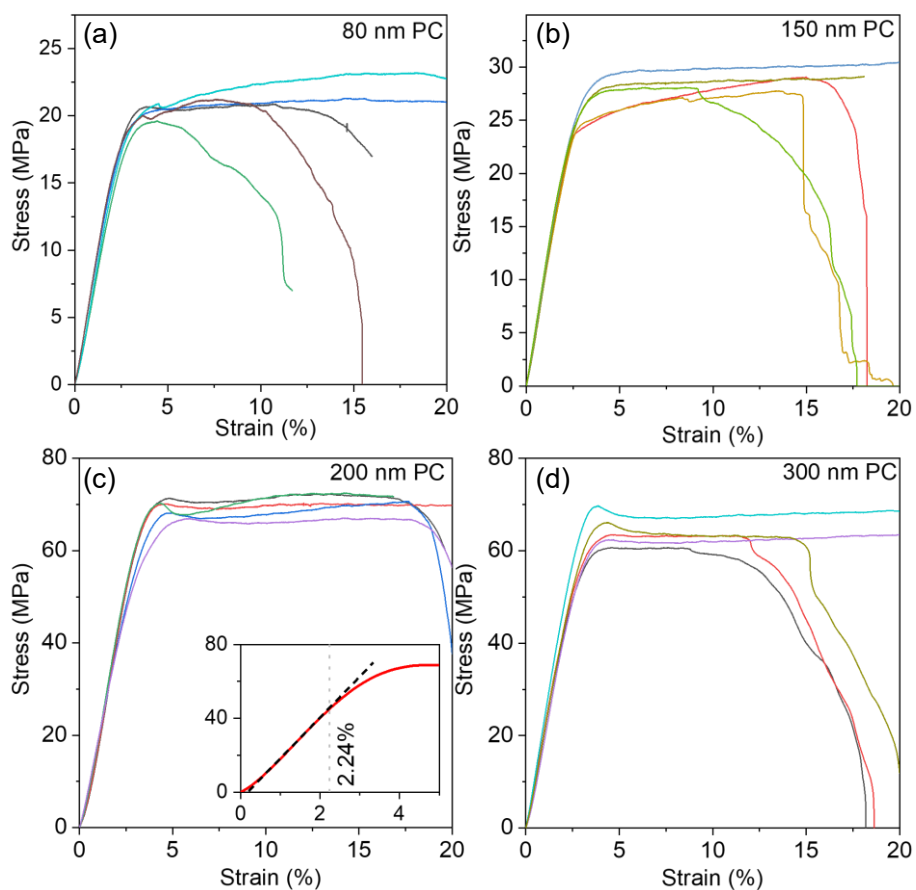 (a) 80 nm PC
25
20
15
10
5
0
Stress (MPa)
0 5 10 15 20
Strain (%)
(b) 150 nm PC
30
25
20
15
10
5
0
Stress (MPa)
0 5 10 15 20
Strain (%)
(c) 200 nm PC
80
60
40
20
0
Stress (MPa)
0 5 10 15 20
Strain (%)
80
40
0
0 2 4
2.24%
(d) 300 nm PC
80
60
40
20
0
Stress (MPa)
0 5 10 15 20
Strain (%)